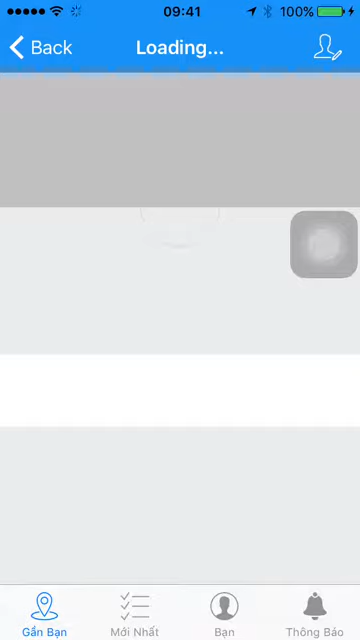 09:41
100%
Back
Loading...
Gần Bạn
Mới Nhất
Bạn
Thông Báo